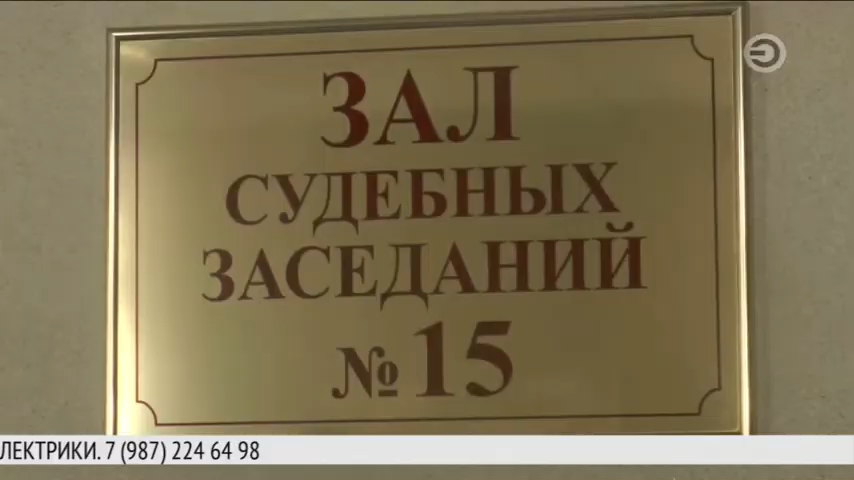 ЗАЛ
СУДЕБНЫХ
ЗАСЕДАНИЙ
№15
ЛЕКТРИКИ. 7 (987) 224 64 98